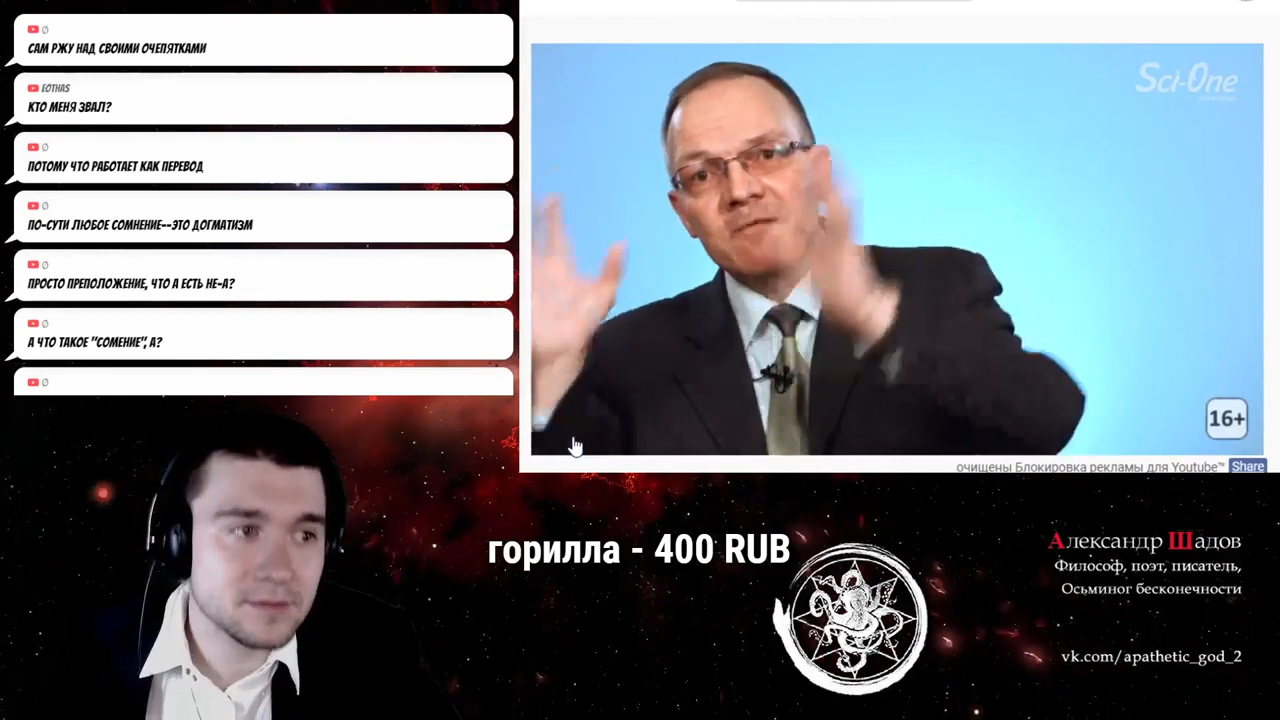 Ø
САМ РЖУ НАД СВОИМИ ОЧЕПЯТКАМИ
EOTHAS
КТО МЕНЯ ЗВАЛ?
Ø
ПОТОМУ ЧТО РАБОТАЕТ КАК ПЕРЕВОД
Ø
ПО-СУТИ ЛЮБОЕ СОМНЕНИЕ--ЭТО ДОГМАТИЗМ
Ø
ПРОСТО ПРЕПОЛОЖЕНИЕ, ЧТО А ЕСТЬ НЕ-А?
Ø
А ЧТО ТАКОЕ "СОМЕНИЕ", А?
Ø
Sci-One
16+
очищены Блокировка рекламы для Youtube™ Share
горилла - 400 RUB
Александр Шадов
Философ, поэт, писатель,
Осьминог бесконечности
vk.com/apathetic_god_2